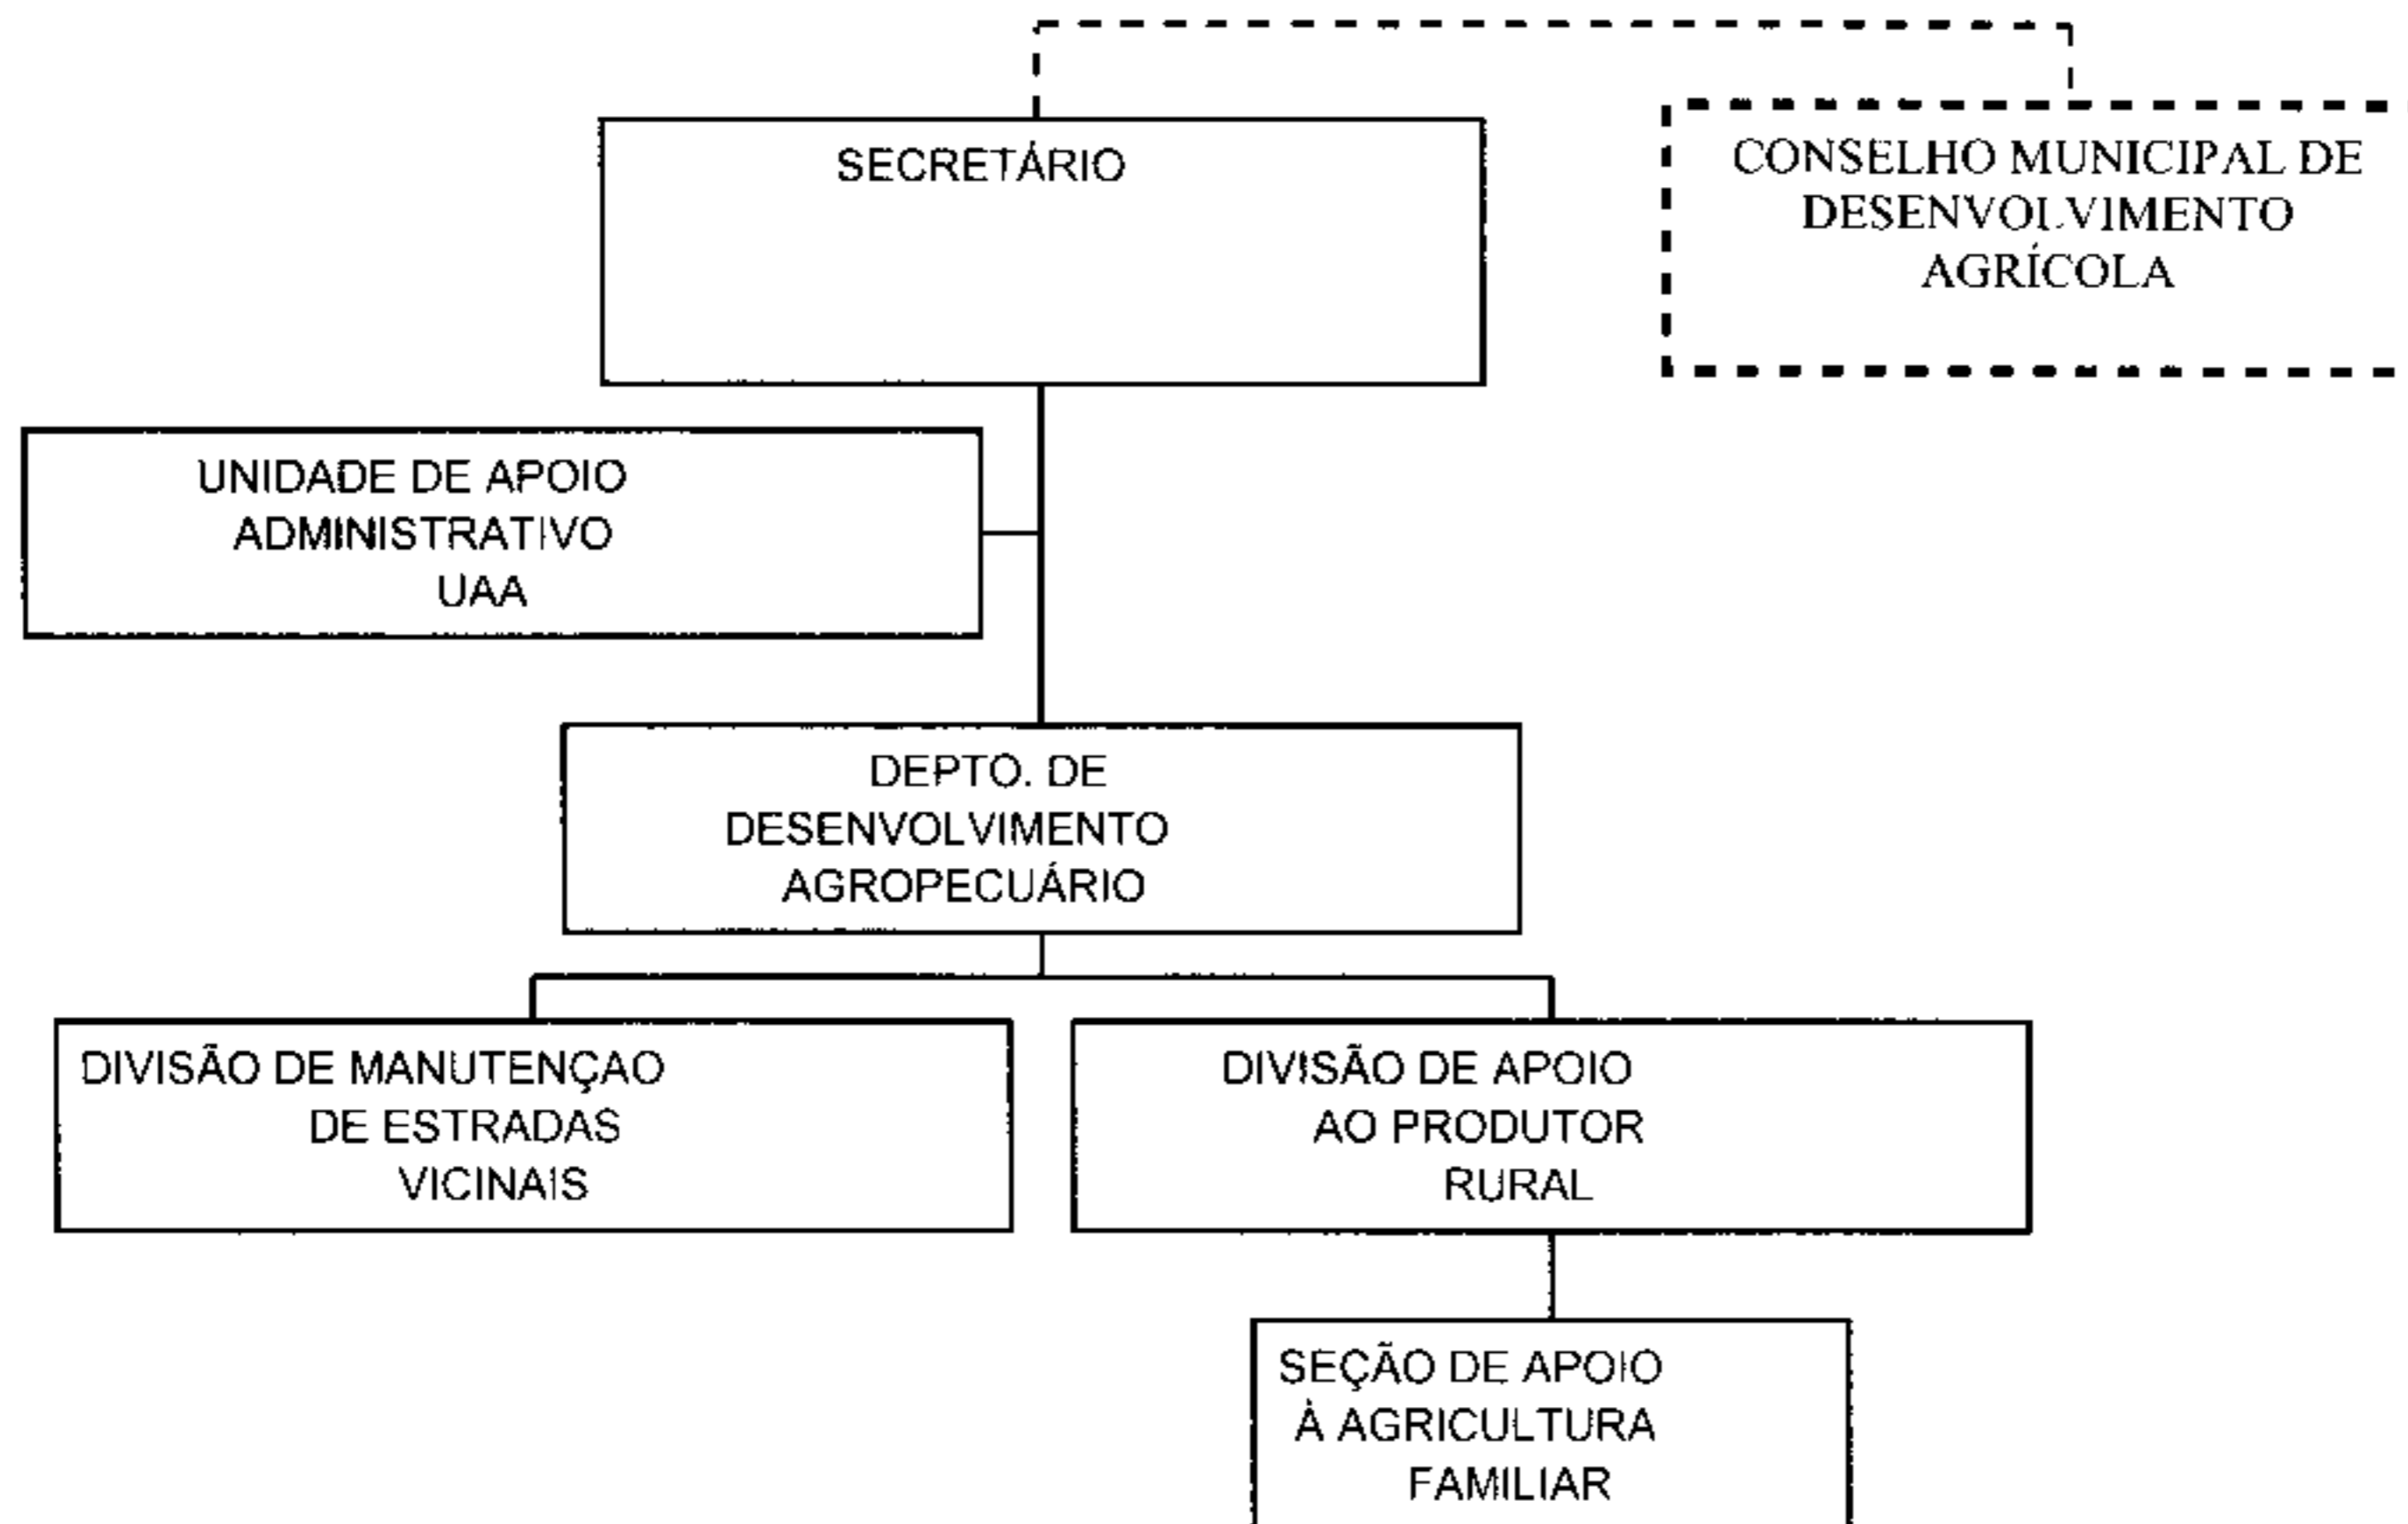 SECRETÁRIO
CONSELHO MUNICIPAL DE
DESENVOLVIMENTO
AGRÍCOLA
UNIDADE DE APOIO
ADMINISTRATIVO
UAA
DEPTO. DE
DESENVOLVIMENTO
AGROPECUÁRIO
DIVISÃO DE MANUTENÇAO
DE ESTRADAS
VICINAIS
DIVISÃO DE APOIO
AO PRODUTOR
RURAL
SEÇÃO DE APOIO
À AGRICULTURA
FAMILIAR